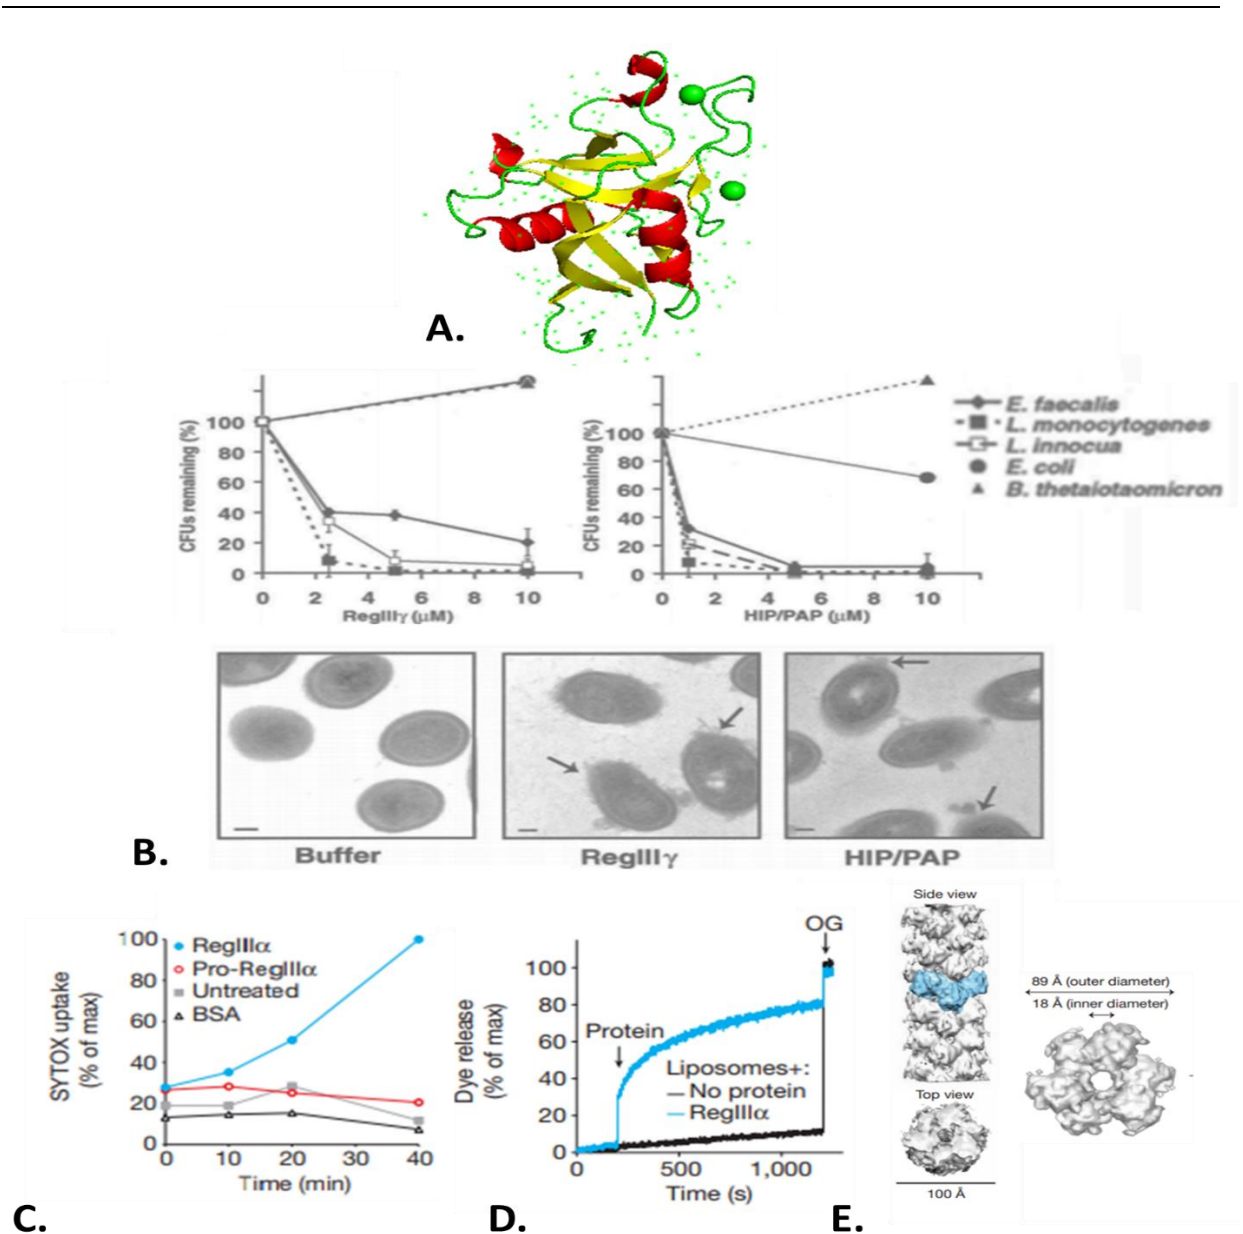 A.
CFUs remaining (%)
100
80
60
40
20
0
0 2 4 6 8 10
RegIIIγ (μM)
CFUs remaining (%)
100
80
60
40
20
0
0 2 4 6 8 10
HIP/PAP (μM)
E. faecalis
L. monocytogenes
L. innocua
E. coli
B. thetaiotaomicron
B.
Buffer
RegIIIγ
HIP/PAP
SYTOX uptake
(% of max)
100
80
60
40
20
0
RegIIIα
Pro-RegIIIα
Untreated
BSA
0 10 20 30 40
Time (min)
C.
Dye release
(% of max)
100
80
60
40
20
0
OG
Protein
Liposomes+:
No protein
RegIIIα
0 500 1,000
Time (s)
D.
Side view
Top view
100 Å
89 Å (outer diameter)
18 Å (inner diameter)
E.